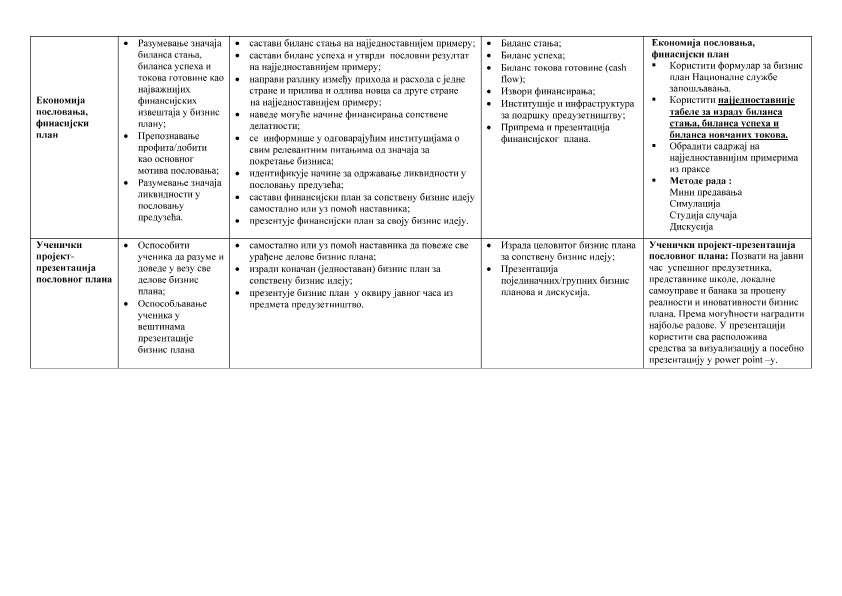 Економија
пословања,
финасијски
план
• Разумевање значаја
биланса стања,
биланса успеха и
токова готовине као
најважнијих
финансијских
извештаја у бизнис
плану;
• Препознавање
профита/добити
као основног
мотива пословања;
• Разумевање значаја
ликвидности у
пословању
предузећа.
• састави биланс стања на најједноставнијем примеру;
• састави биланс успеха и утврди пословни резултат
на најједноставнијем примеру;
• направи разлику између прихода и расхода с једне
стране и прилива и одлива новца са друге стране
на најједноставнијем примеру;
• наведе могуће начине финансирања сопствене
делатности;
• се информише у одговарајућим институцијама о
свим релевантним питањима од значаја за
покретање бизниса;
• идентификује начине за одржавање ликвидности у
пословању предузећа;
• састави финансијски план за сопствену бизнис идеју
самостално или уз помоћ наставника;
• презентује финансијски план за своју бизнис идеју.
• Биланс стања;
• Биланс успеха;
• Биланс токова готовине (cash
flow);
• Извори финансирања;
• Институције и инфраструктура
за подршку предузетништву;
• Припрема и презентација
финансијског плана.
Економија пословања,
финасијски план
▪ Користити формулар за бизнис
план Националне службе
запошљавања.
▪ Користити најједноставније
табеле за израду биланса
стања, биланса успеха и
биланса новчаних токова.
▪ Обрадити садржај на
најједноставнијим примерима
из праксе
▪ Методе рада :
Мини предавања
Симулација
Студија случаја
Дискусија
Ученички
пројект-
презентација
пословног плана
• Оспособити
ученика да разуме и
доведе у везу све
делове бизнис
плана;
• Оспособљавање
ученика у
вештинама
презентације
бизнис плана
• самостално или уз помоћ наставника да повеже све
урађене делове бизнис плана;
• изради коначан (једноставан) бизнис план за
сопствену бизнис идеју;
• презентује бизнис план у оквиру јавног часа из
предмета предузетништво.
• Израда целовитог бизнис плана
за сопствену бизнис идеју;
• Презентација
појединачних/групних бизнис
планова и дискусија.
Ученички пројект-презентација
пословног плана: Позвати на јавни
час успешног предузетника,
представнике школе, локалне
самоуправе и банака за процену
реалности и иновативности бизнис
плана. Према могућности наградити
најбоље радове. У презентацији
користити сва расположива
средства за визуализацију а посебно
презентацију у power point –у.